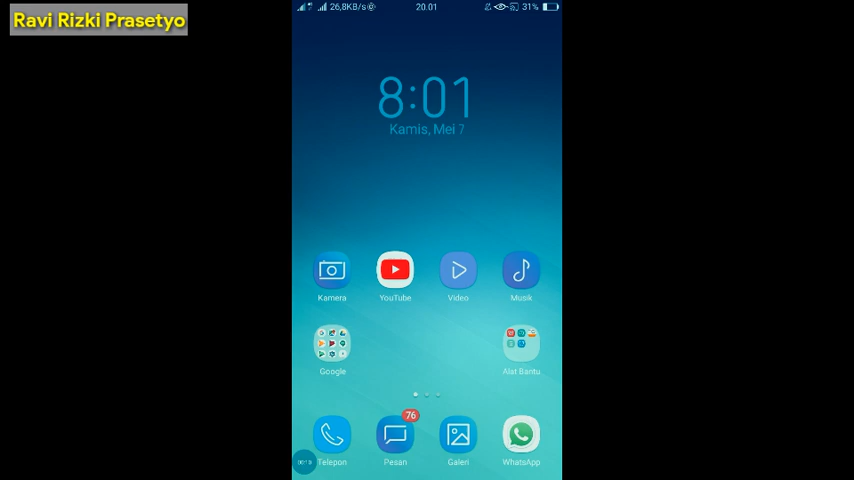 Ravi Rizki Prasetyo
26,8KB/s 20.01 31%
8:01
Kamis, Mei 7
Kamera YouTube Video Musik
Google Alat Bantu
76
Telepon Pesan Galeri WhatsApp